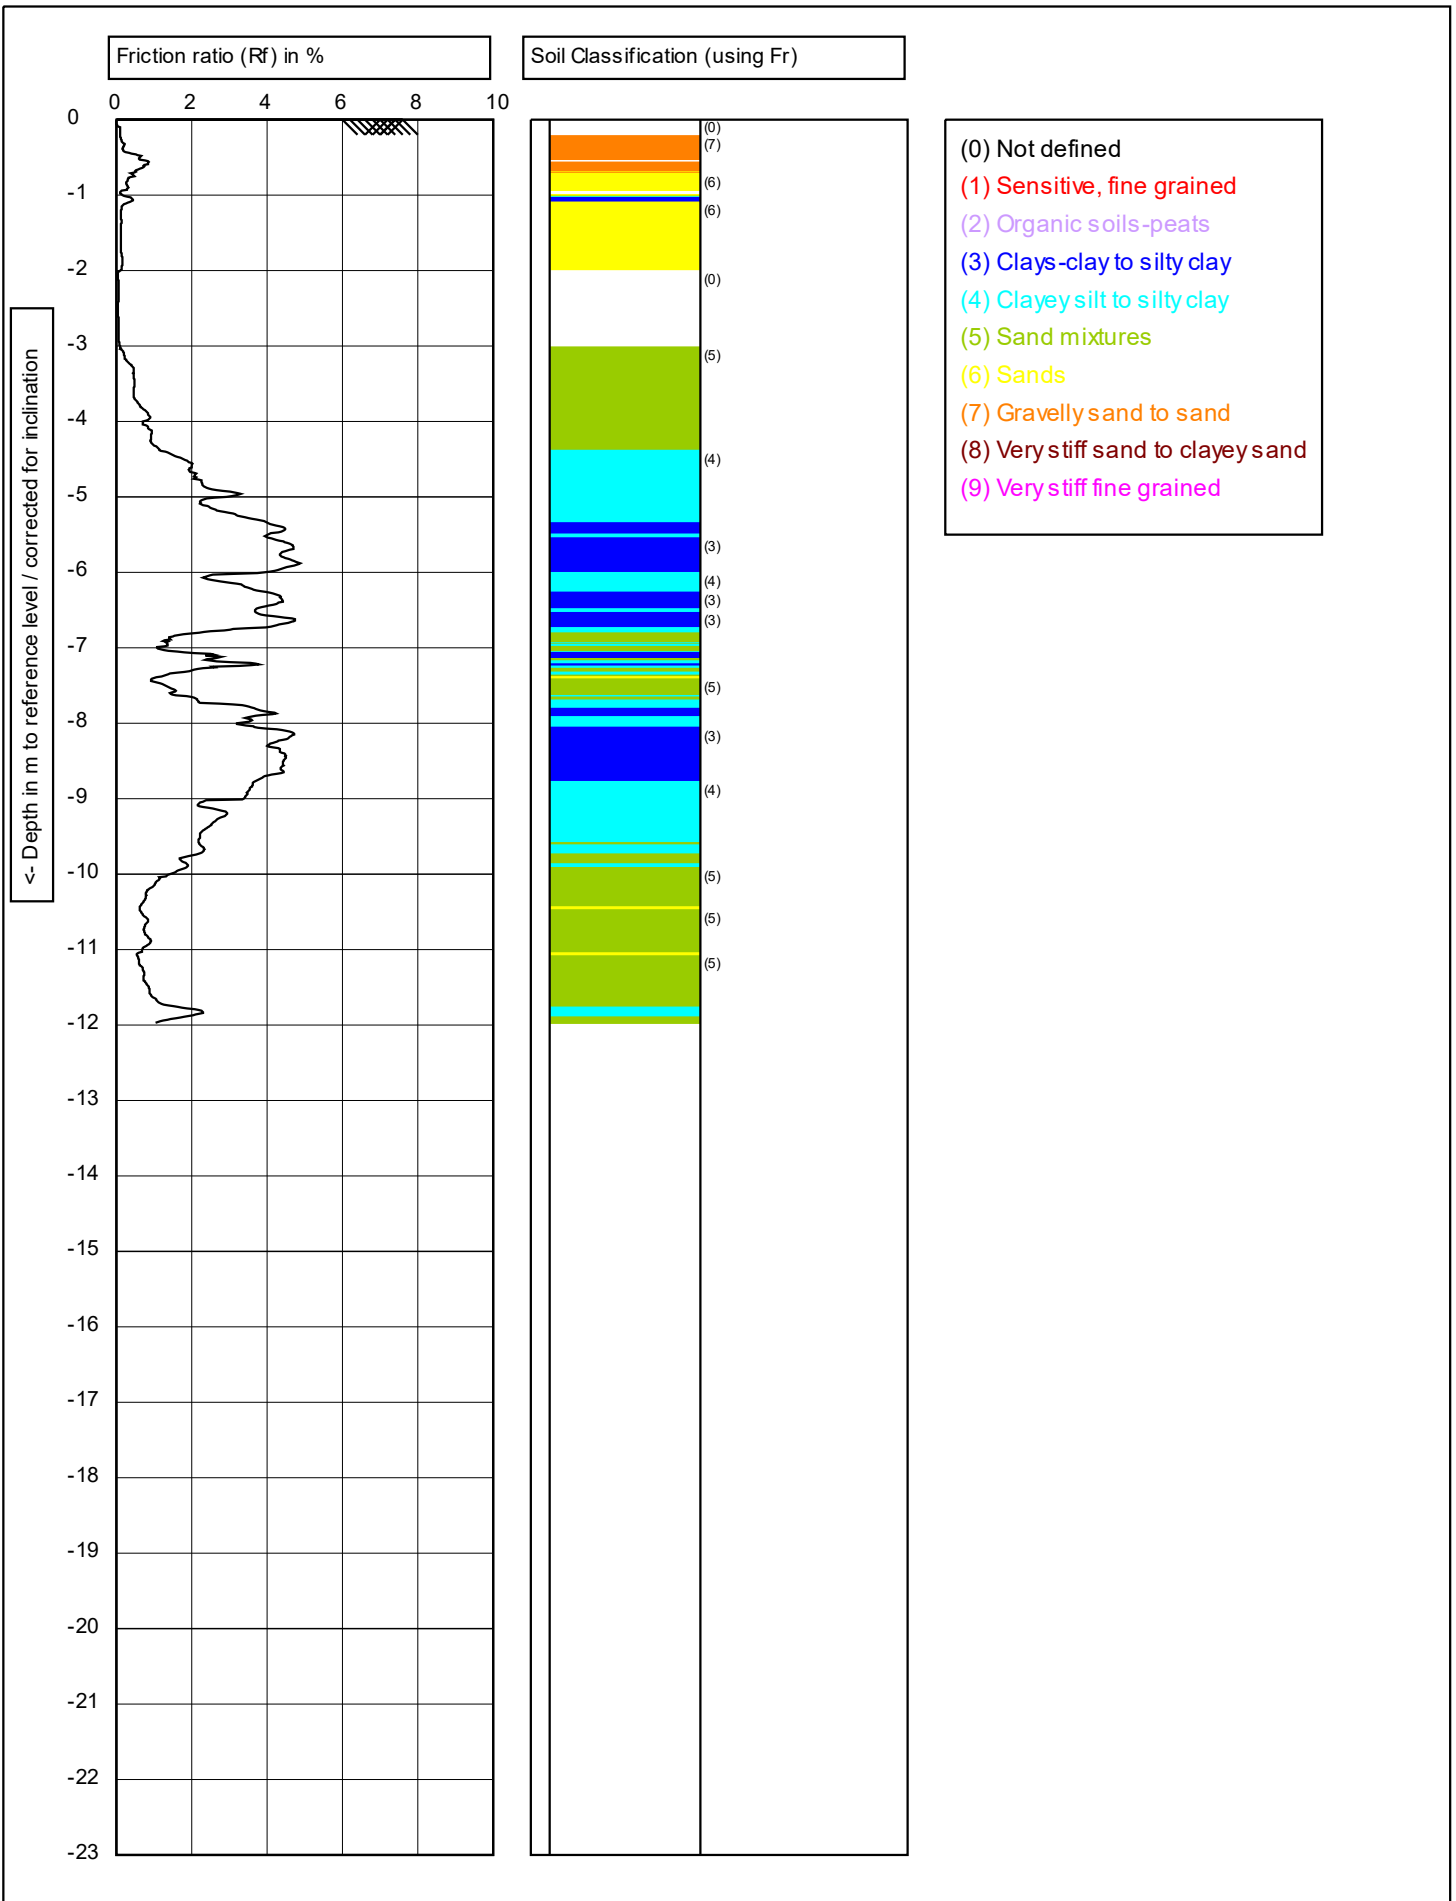 Friction ratio (Rf) in %
Soil Classification (using Fr)
0 2 4 6 8 10
0
-1
-2
-3
-4
-5
-6
-7
-8
-9
-10
-11
-12
-13
-14
-15
-16
-17
-18
-19
-20
-21
-22
-23
<- Depth in m to reference level / corrected for inclination
(0)
(7)
(6)
(6)
(0)
(5)
(4)
(3)
(4)
(3)
(3)
(5)
(3)
(4)
(5)
(5)
(5)
(0) Not defined
(1) Sensitive, fine grained
(2) Organic soils-peats
(3) Clays-clay to silty clay
(4) Clayey silt to silty clay
(5) Sand mixtures
(6) Sands
(7) Gravelly sand to sand
(8) Very stiff sand to clayey sand
(9) Very stiff fine grained